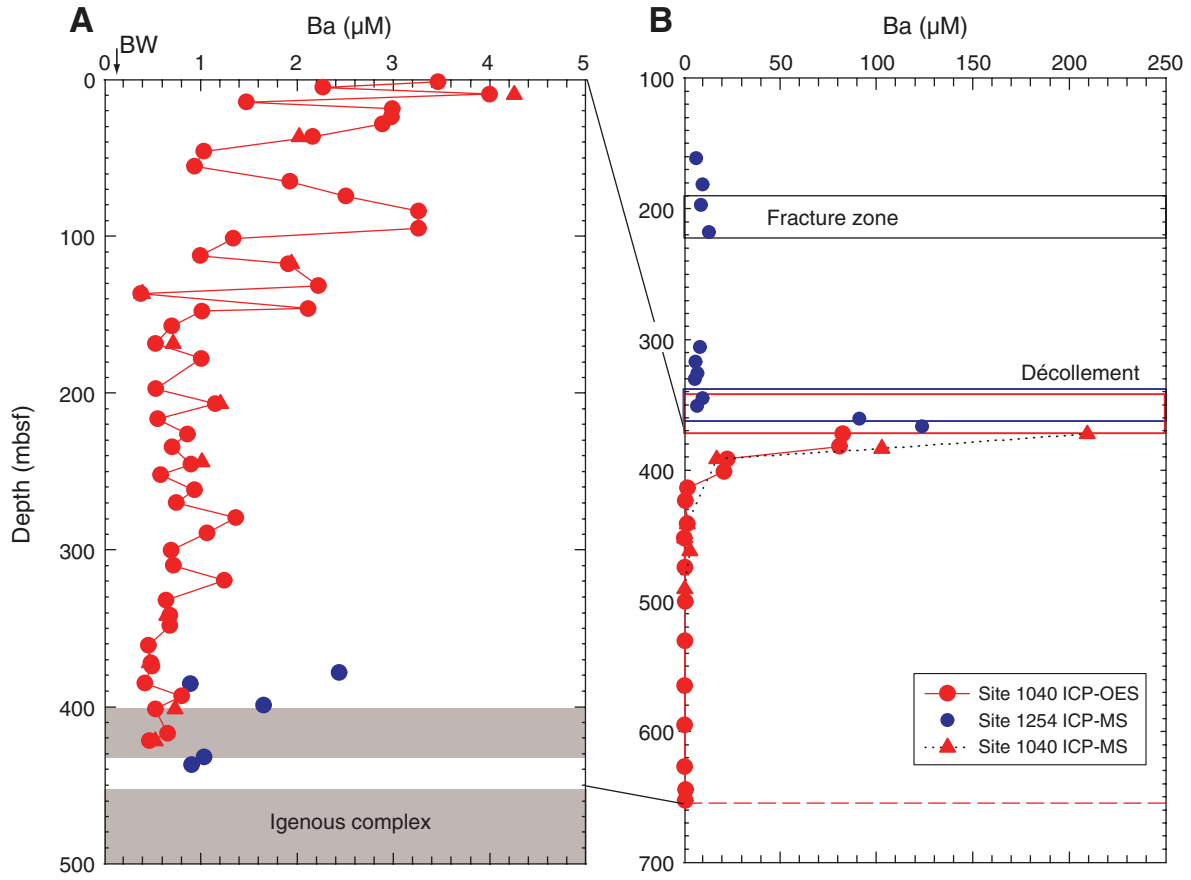 A
Ba (µM)
BW
0 1 2 3 4 5
0
100
200
300
400
500
Depth (mbsf)
Igenous complex
B
Ba (µM)
0 50 100 150 200 250
100
200
300
400
500
600
700
Fracture zone
Décollement
Site 1040 ICP-OES
Site 1254 ICP-MS
Site 1040 ICP-MS